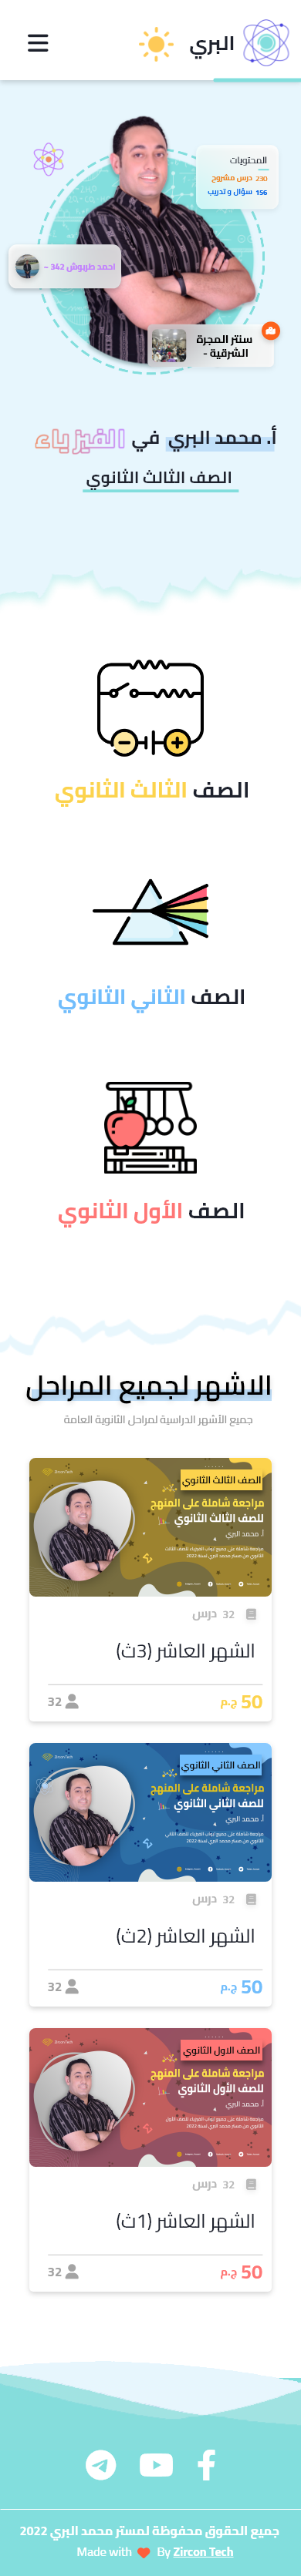 البري
المحتويات
230 درس مشروح
156 سؤال و تدريب
احمد طربوش 342 –
سنتر المجرة
الشرقية -
أ. محمد البري في الفيزياء
الصف الثالث الثانوي
الصف الثالث الثانوي
الصف الثاني الثانوي
الصف الأول الثانوي
الاشهر لجميع المراحل
جميع الأشهر الدراسية لمراحل الثانوية العامة
الصف الثالث الثانوي
مراجعة شاملة على المنهج
للصف الثالث الثانوي
أ. محمد البري
32 درس
الشهر العاشر (3ث)
50 ج.م
32
الصف الثاني الثانوي
مراجعة شاملة على المنهج
للصف الثاني الثانوي
أ. محمد البري
32 درس
الشهر العاشر (2ث)
50 ج.م
32
الصف الاول الثانوي
مراجعة شاملة على المنهج
للصف الأول الثانوي
أ. محمد البري
32 درس
الشهر العاشر (1ث)
50 ج.م
32
جميع الحقوق محفوظة لمستر محمد البري 2022
Made with By Zircon Tech